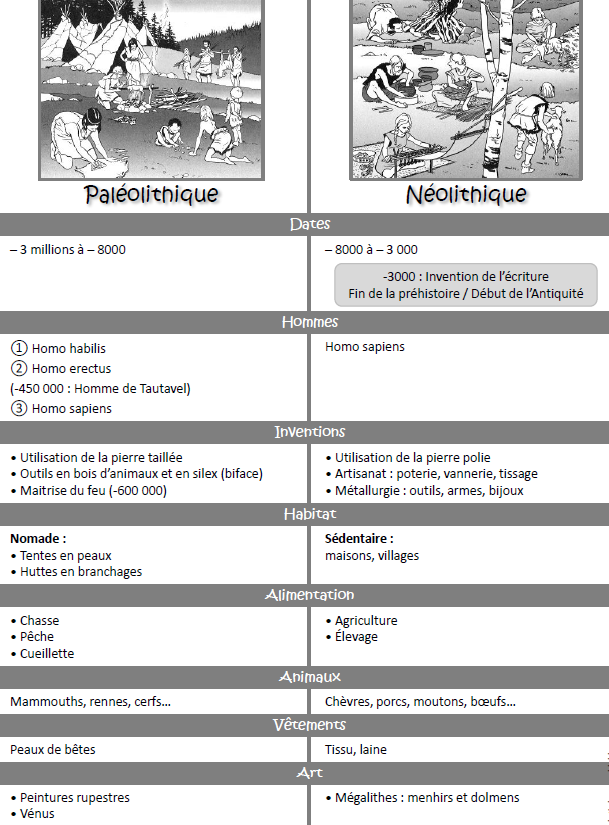 Paléolithique
Néolithique
Dates
– 3 millions à – 8000
– 8000 à – 3 000
-3000 : Invention de l’écriture
Fin de la préhistoire / Début de l’Antiquité
Hommes
① Homo habilis
② Homo erectus
(-450 000 : Homme de Tautavel)
③ Homo sapiens
Homo sapiens
Inventions
• Utilisation de la pierre taillée
• Outils en bois d’animaux et en silex (biface)
• Maitrise du feu (-600 000)
• Utilisation de la pierre polie
• Artisanat : poterie, vannerie, tissage
• Métallurgie : outils, armes, bijoux
Habitat
Nomade :
• Tentes en peaux
• Huttes en branchages
Sédentaire :
maisons, villages
Alimentation
• Chasse
• Pêche
• Cueillette
• Agriculture
• Élevage
Animaux
Mammouths, rennes, cerfs…
Chèvres, porcs, moutons, bœufs…
Vêtements
Peaux de bêtes
Tissu, laine
Art
• Peintures rupestres
• Vénus
• Mégalithes : menhirs et dolmens